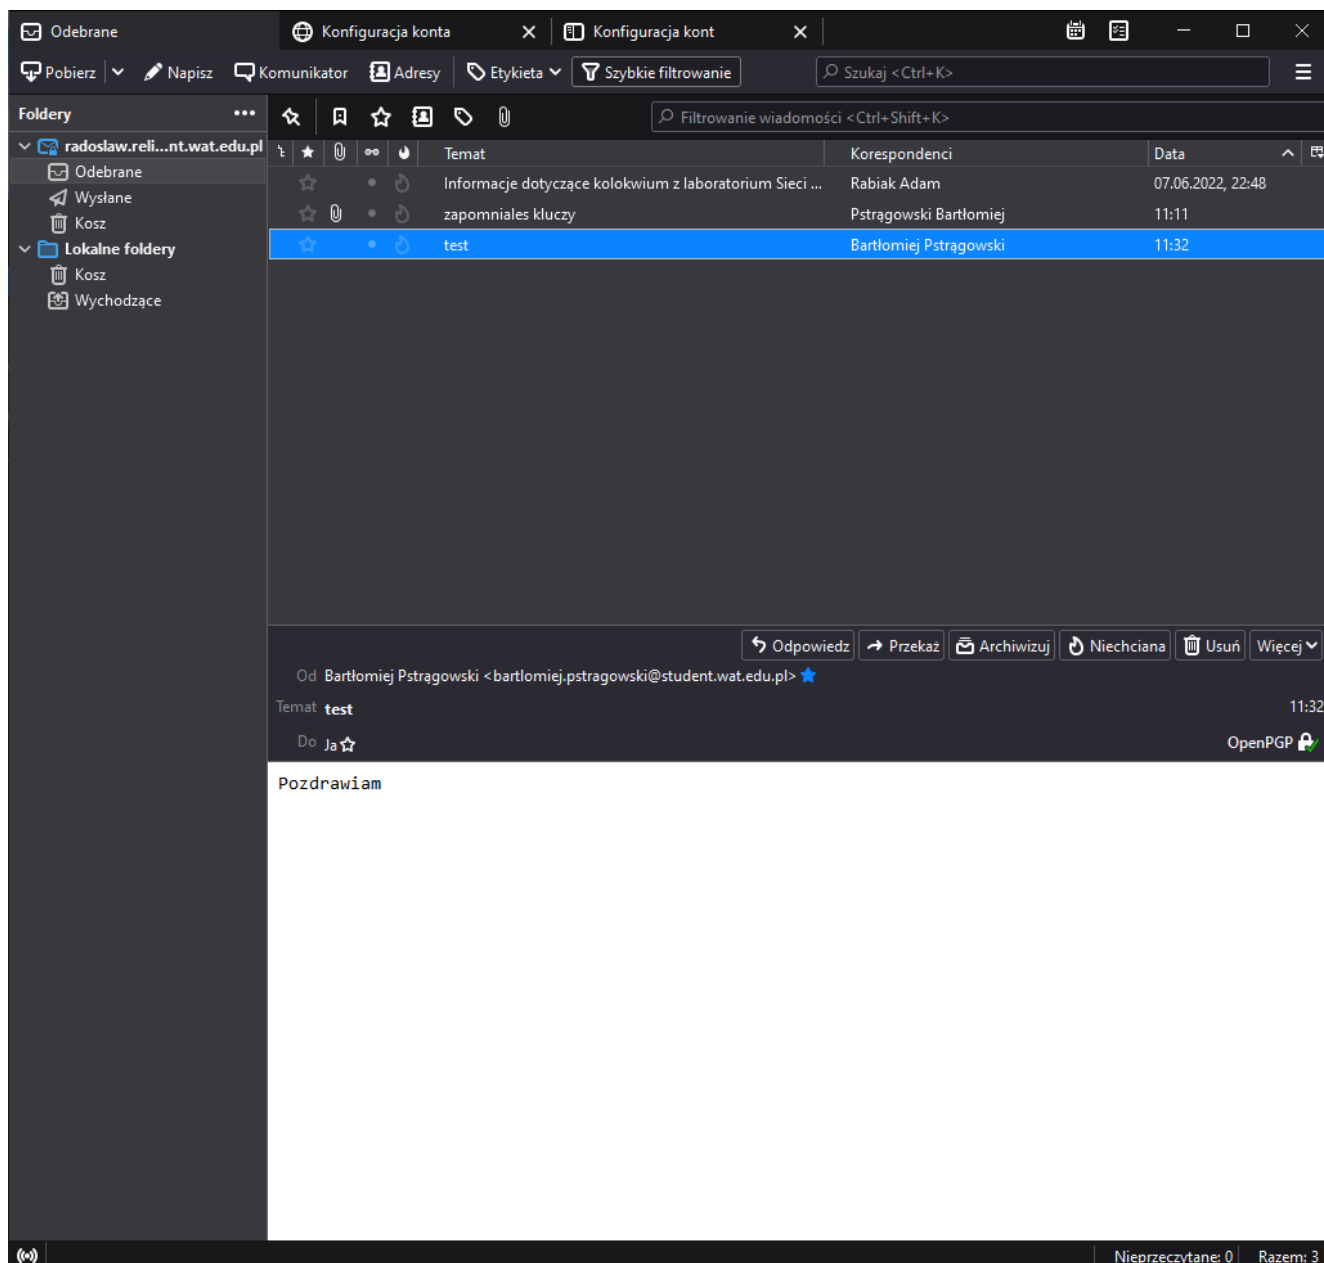 Odebrane
Konfiguracja konta
Konfiguracja kont
Pobierz
Napisz
Komunikator
Adresy
Etykieta
Szybkie filtrowanie
Szukaj <Ctrl+K>
Foldery
Filtrowanie wiadomości <Ctrl+Shift+K>
radoslaw.reli...nt.wat.edu.pl
Odebrane
Wysłane
Kosz
Lokalne foldery
Kosz
Wychodzące
Temat Korespondenci Data
Informacje dotyczące kolokwium z laboratorium Sieci ... Rabiak Adam 07.06.2022, 22:48
zapomniales kluczy Pstrągowski Bartłomiej 11:11
test Bartłomiej Pstrągowski 11:32
Odpowiedz Przekaż Archiwizuj Niechciana Usuń Więcej
Od Bartłomiej Pstrągowski <bartlomiej.pstragowski@student.wat.edu.pl>
Temat test 11:32
Do Ja OpenPGP
Pozdrawiam
Nieprzeczytane: 0 Razem: 3